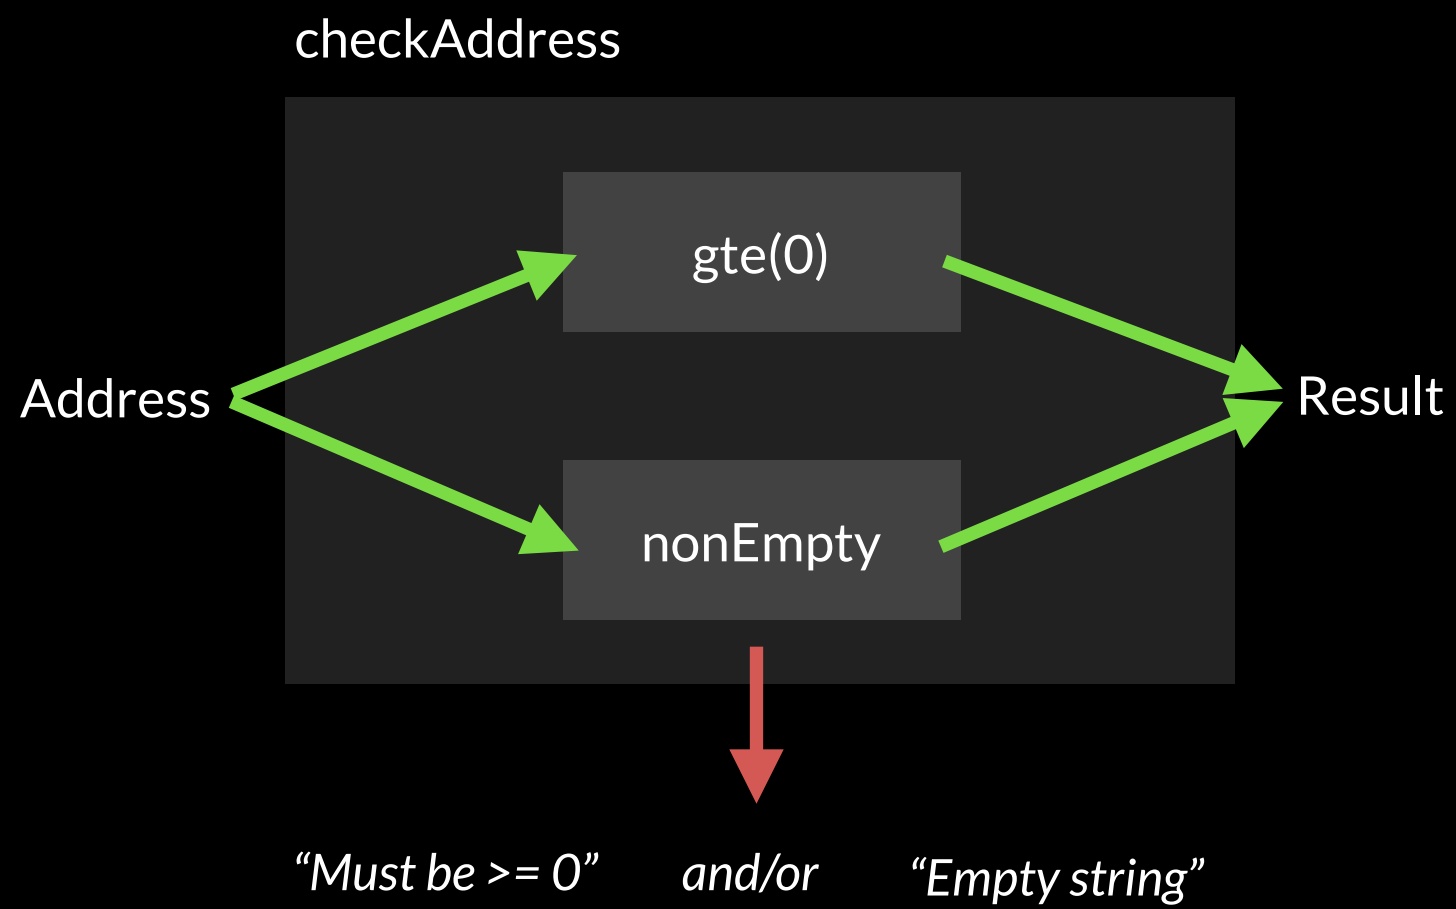 checkAddress
gte(0)
Address
Result
nonEmpty
“Must be >= 0” and/or “Empty string”